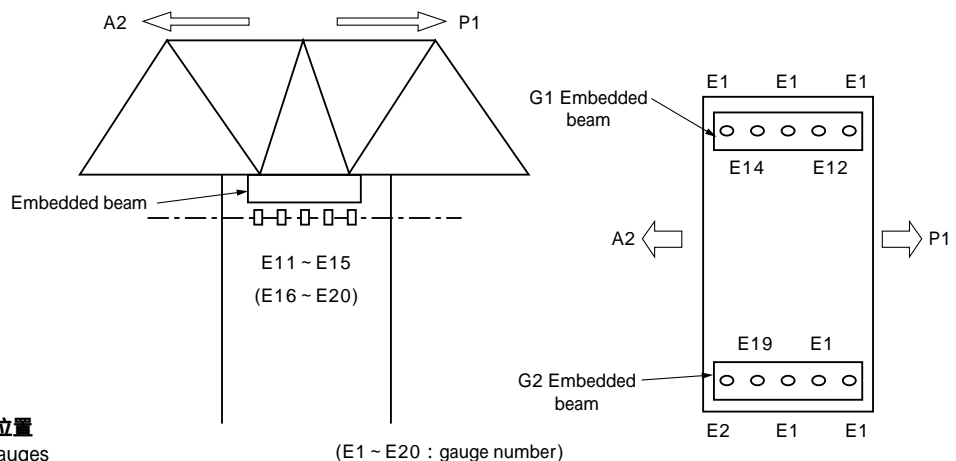 A2
P1
Embedded beam
E11 ~ E15
(E16 ~ E20)
E1 E1 E1
G1 Embedded
beam
E14 E12
A2
P1
E19 E1
G2 Embedded
beam
E2 E1 E1
位置
auges
(E1 ~ E20 : gauge number)